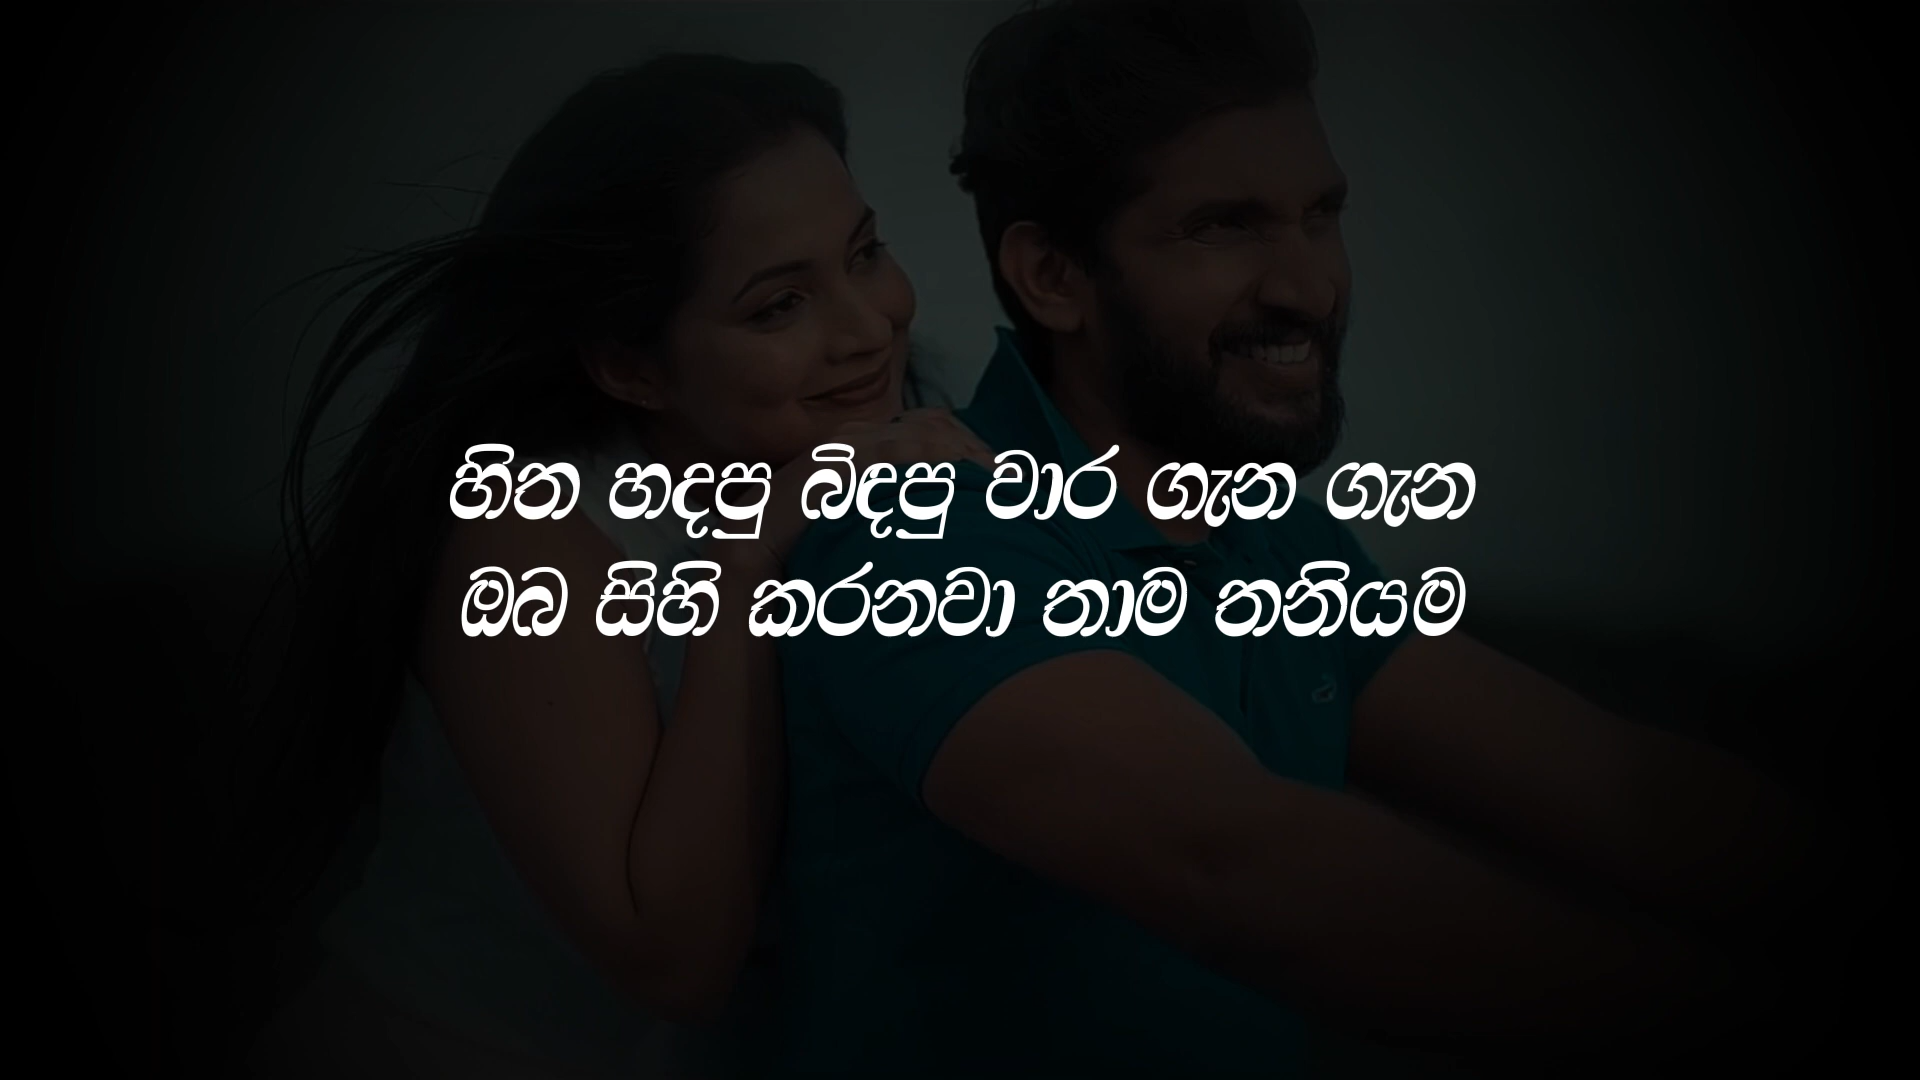 හිත හදපු බිඳපු වාර ගැන ගැන
ඔබ සිහි කරනවා තාම තනියම